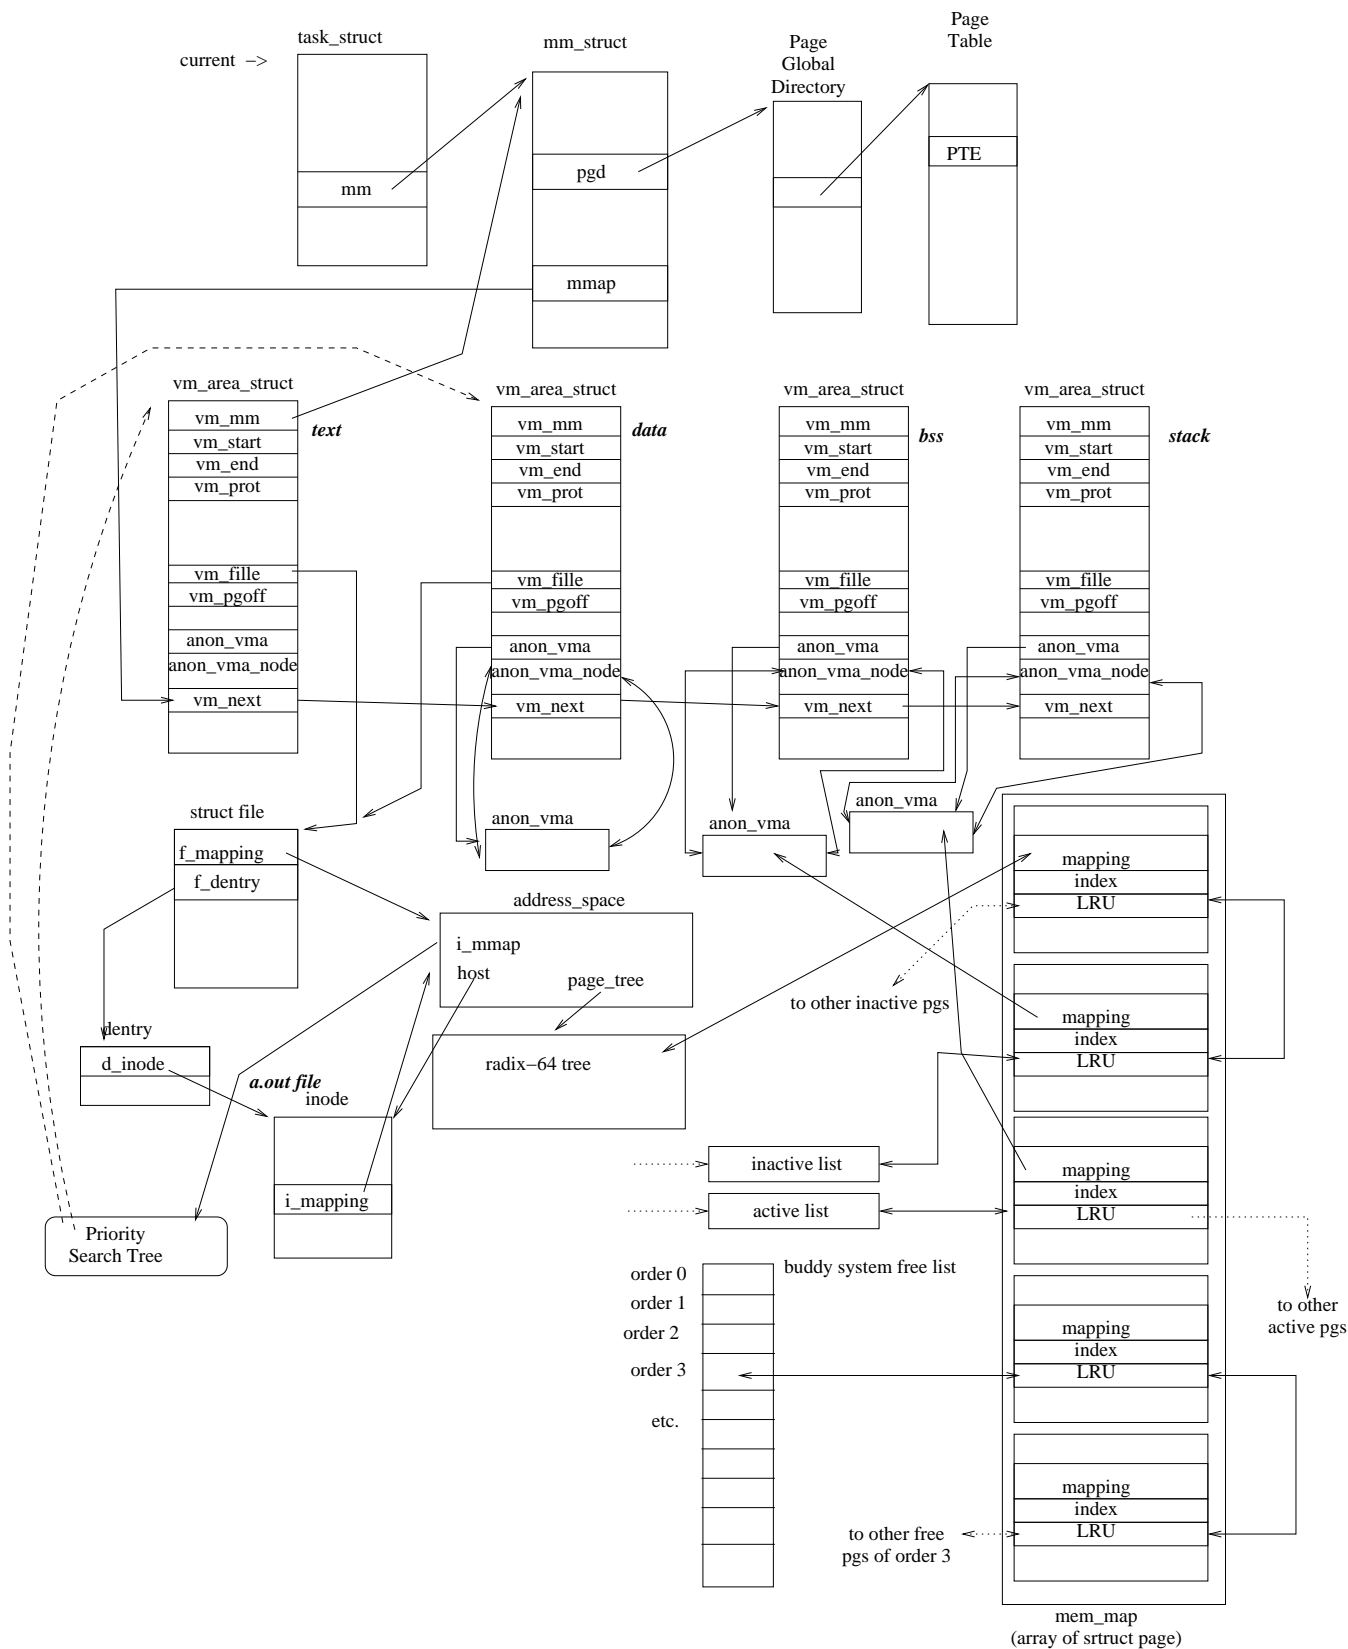 Page
Table
task_struct
mm_struct
Page
Global
Directory
current −>
PTE
pgd
mm
mmap
vm_area_struct
vm_area_struct
vm_area_struct
vm_area_struct
vm_mm
vm_start
vm_end
vm_prot
text
vm_fille
vm_pgoff
anon_vma
anon_vma_node
vm_next
vm_mm
vm_start
vm_end
vm_prot
data
vm_fille
vm_pgoff
anon_vma
anon_vma_node
vm_next
vm_mm
vm_start
vm_end
vm_prot
bss
vm_fille
vm_pgoff
anon_vma
anon_vma_node
vm_next
vm_mm
vm_start
vm_end
vm_prot
stack
vm_fille
vm_pgoff
anon_vma
anon_vma_node
vm_next
struct file
f_mapping
f_dentry
anon_vma
anon_vma
anon_vma
address_space
i_mmap
host
page_tree
radix−64 tree
dentry
d_inode
a.out file
inode
i_mapping
Priority
Search Tree
mapping
index
LRU
to other inactive pgs
mapping
index
LRU
inactive list
active list
mapping
index
LRU
to other
active pgs
buddy system free list
order 0
order 1
order 2
order 3
etc.
mapping
index
LRU
mapping
index
LRU
to other free
pgs of order 3
mem_map
(array of srtruct page)